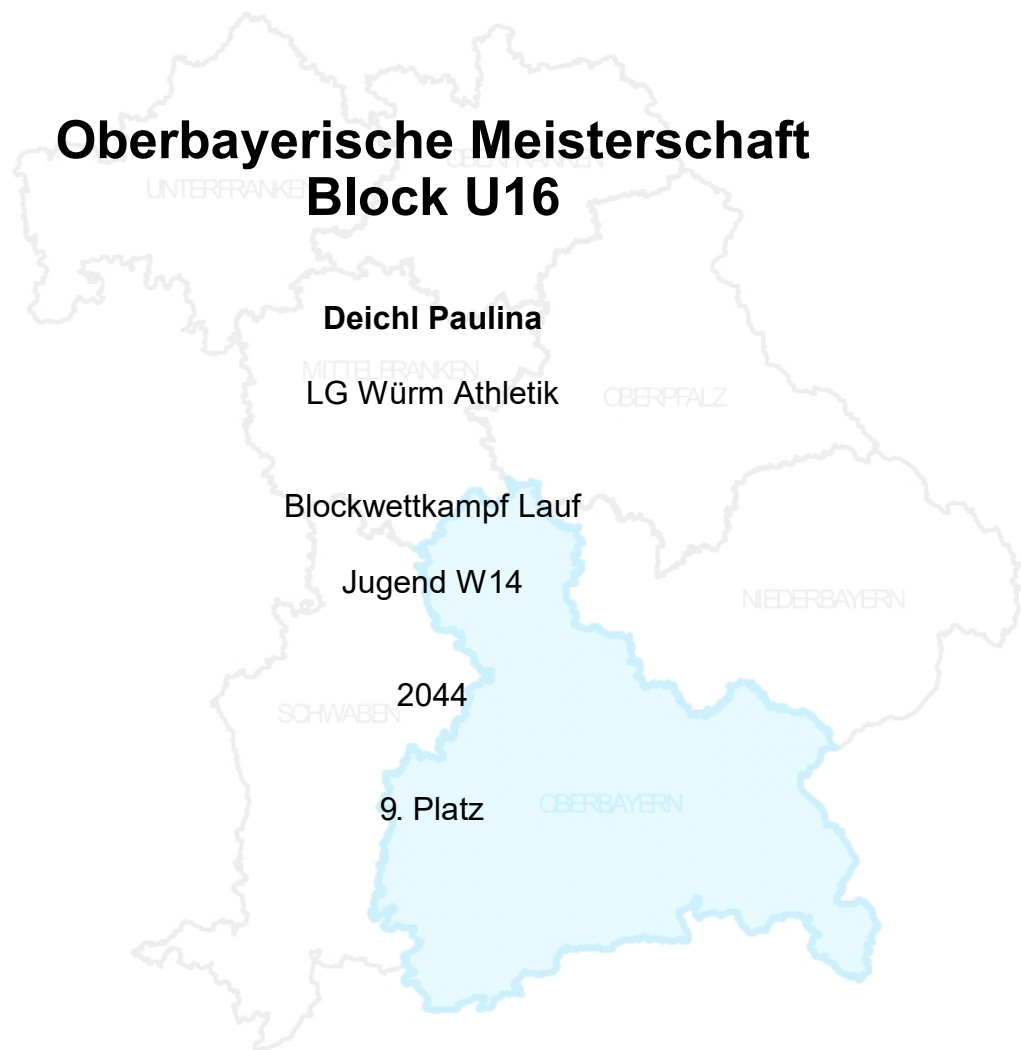 Oberbayerische Meisterschaft
OBERFRANKEN
UNTERFRANKEN
Block U16
Deichl Paulina
MITTELFRANKEN
LG Würm Athletik
OBERPFALZ
Blockwettkampf Lauf
Jugend W14
NIEDERBAYERN
2044
SCHWABEN
9. Platz
OBERBAYERN